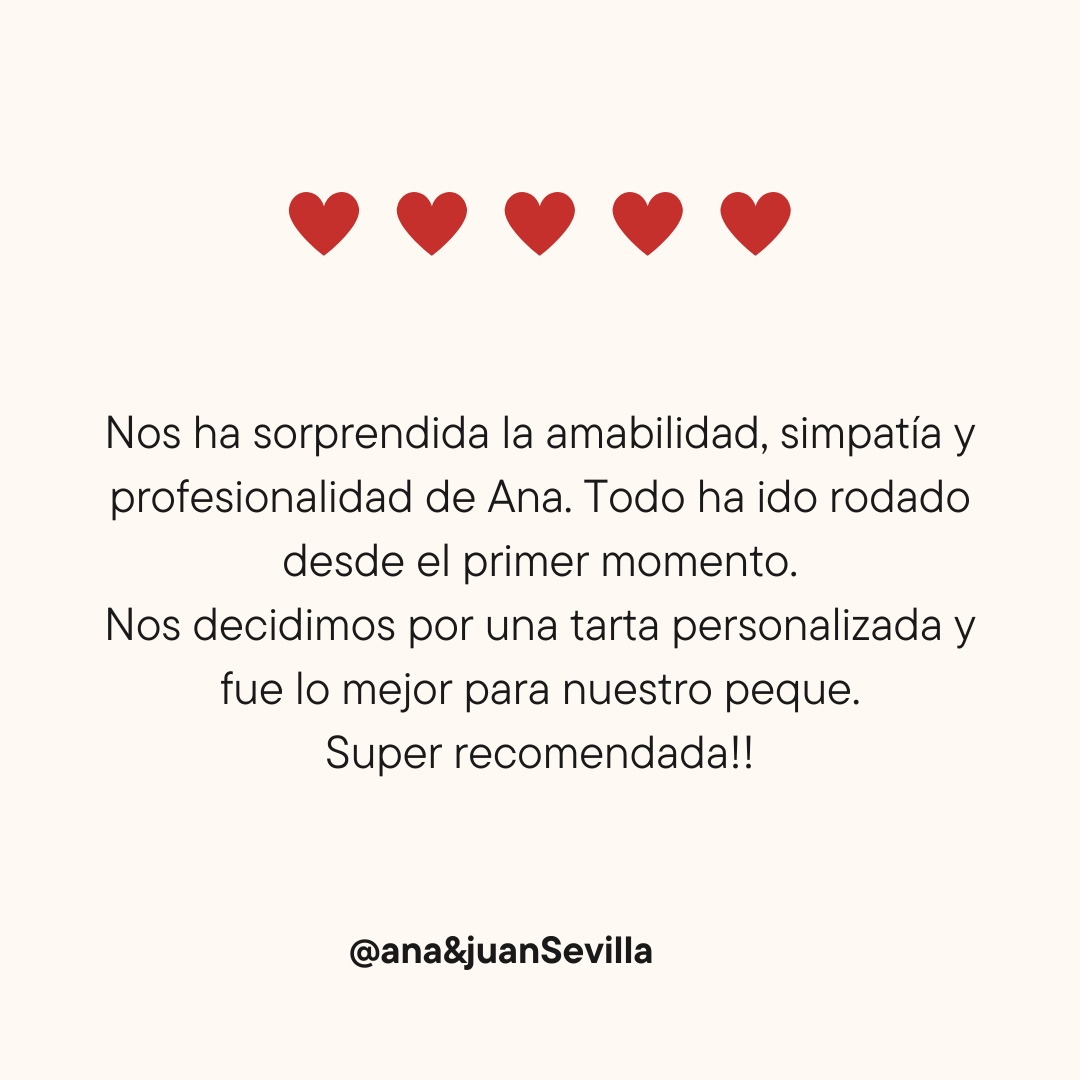 Nos ha sorprendida la amabilidad, simpatía y
profesionalidad de Ana. Todo ha ido rodado
desde el primer momento.
Nos decidimos por una tarta personalizada y
fue lo mejor para nuestro peque.
Super recomendada!!
@ana&juanSevilla